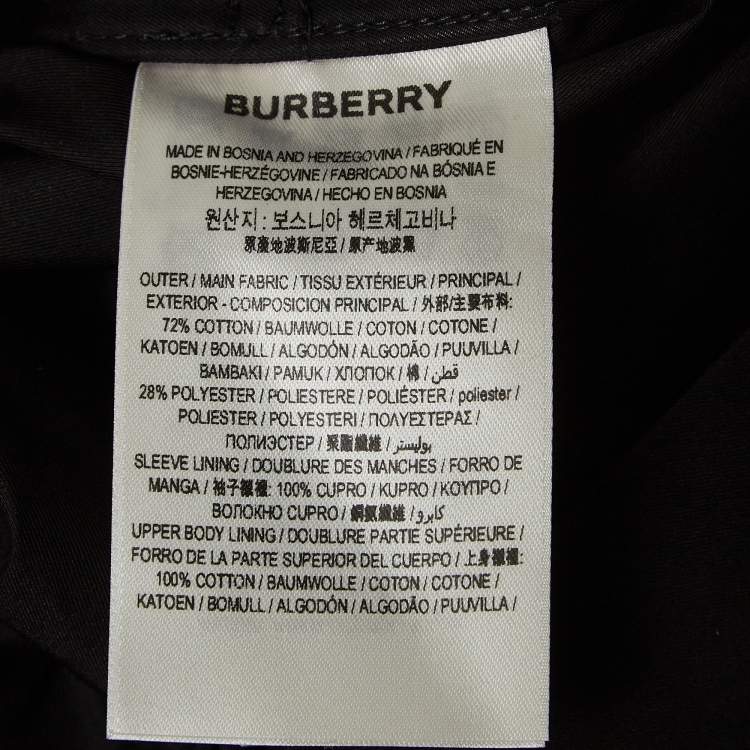 BURBERRY
MADE IN BOSNIA AND HERZEGOVINA / FABRIQUÉ EN
BOSNIE-HERZÉGOVINE / FABRICADO NA BÓSNIA E
HERZEGOVINA / HECHO EN BOSNIA
원산지 : 보스니아 헤르체고비나
原產地波斯尼亞 / 原产地波黑
OUTER / MAIN FABRIC / TISSU EXTÉRIEUR / PRINCIPAL /
EXTERIOR - COMPOSICION PRINCIPAL / 外部/主要布料:
72% COTTON / BAUMWOLLE / COTON / COTONE /
KATOEN / BOMULL / ALGODÓN / ALGODÃO / PUUVILLA /
BAMBAKI / PAMUK / ХЛОПОК / 棉 / قطن
28% POLYESTER / POLIESTERE / POLIÉSTER / poliester /
POLIESTER / POLYESTERI / ΠΟΛΥΕΣΤΕΡΑΣ /
ПОЛИЭСТЕР / 聚酯纖維 / بوليستر
SLEEVE LINING / DOUBLURE DES MANCHES / FORRO DE
MANGA / 袖子襯裡: 100% CUPRO / KUPRO / ΚΟΥΠΡΟ /
ВОЛОКНО CUPRO / 銅氨纖維 / كابرو
UPPER BODY LINING / DOUBLURE PARTIE SUPÉRIEURE /
FORRO DE LA PARTE SUPERIOR DEL CUERPO / 上身襯裡:
100% COTTON / BAUMWOLLE / COTON / COTONE /
KATOEN / BOMULL / ALGODÓN / ALGODÃO / PUUVILLA /